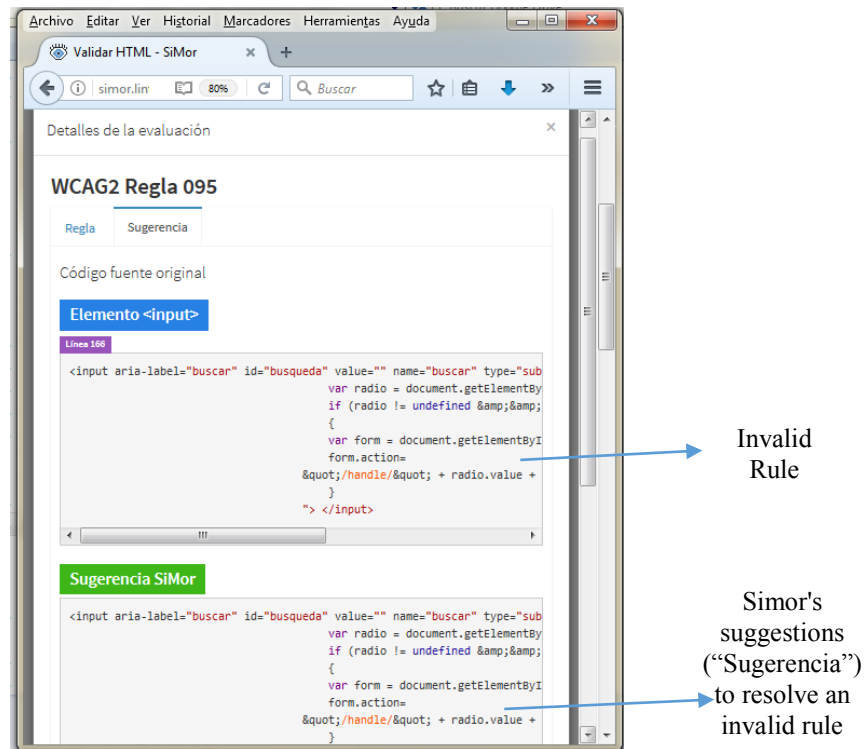 Archivo Editar Ver Historial Marcadores Herramientas Ayuda
Validar HTML - SiMor × +
simor.lin 80% Buscar »
Detalles de la evaluación ×
WCAG2 Regla 095
Regla Sugerencia
Código fuente original
Elemento <input>
Línea 166
<input aria-label="buscar" id="busqueda" value="" name="buscar" type="sub
var radio = document.getElementBy
if (radio != undefined &amp;&amp;
{
var form = document.getElementByI
form.action=
&quot;/handle/&quot; + radio.value +
}
"> </input>
Sugerencia SiMor
<input aria-label="buscar" id="busqueda" value="" name="buscar" type="sub
var radio = document.getElementBy
if (radio != undefined &amp;&amp;
{
var form = document.getElementByI
form.action=
&quot;/handle/&quot; + radio.value +
}
Invalid
Rule
Simor's
suggestions
(“Sugerencia”)
to resolve an
invalid rule